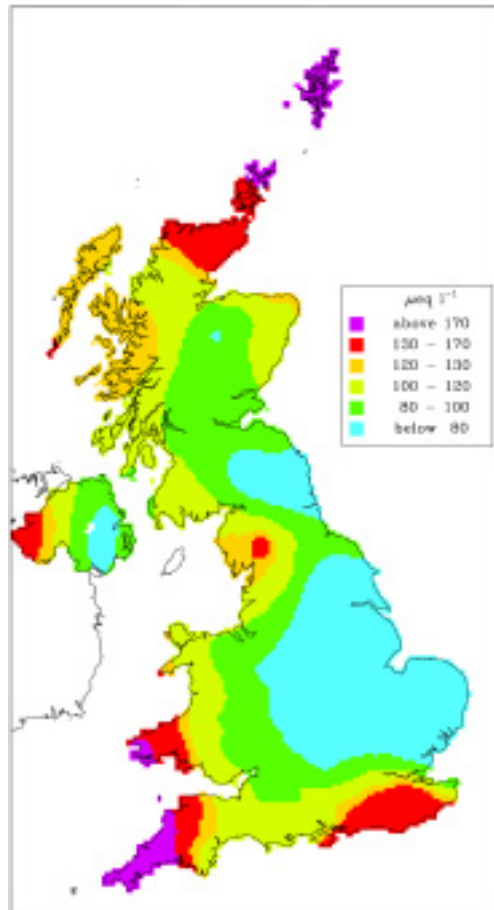 μeq l⁻¹
above 170
130 – 170
120 – 130
100 – 120
80 – 100
below 80